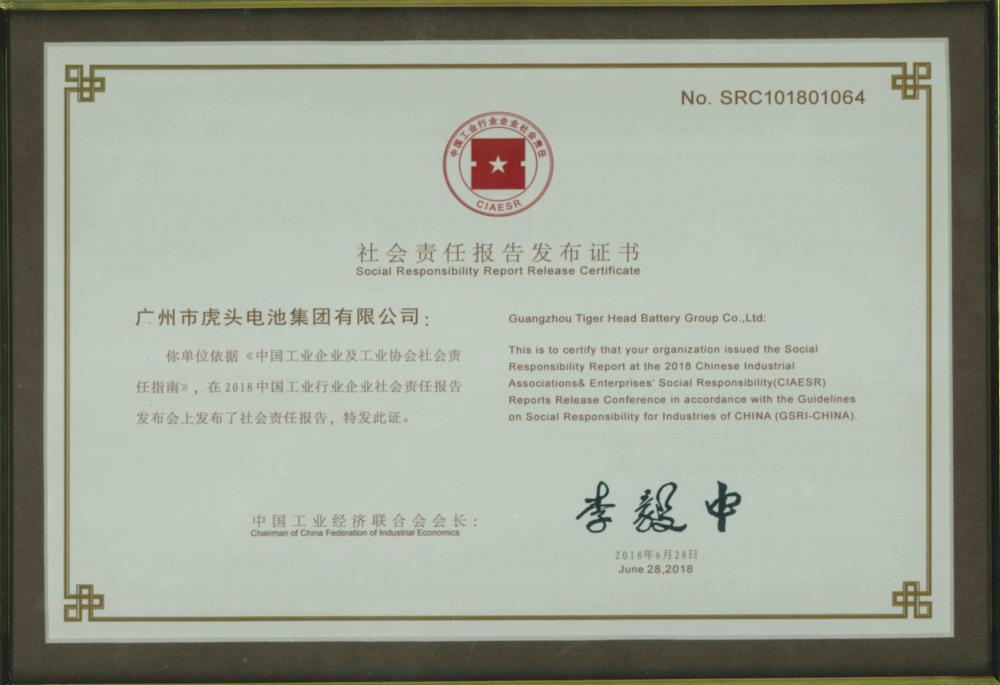 No. SRC101801064
中国工业行业企业社会责任
CIAESR
社会责任报告发布证书
Social Responsibility Report Release Certificate
广州市虎头电池集团有限公司：
你单位依据《中国工业企业及工业协会社会责
任指南》，在2018中国工业行业企业社会责任报告
发布会上发布了社会责任报告，特发此证。
Guangzhou Tiger Head Battery Group Co.,Ltd:
This is to certify that your organization issued the Social
Responsibility Report at the 2018 Chinese Industrial
Associations& Enterprises' Social Responsibility(CIAESR)
Reports Release Conference in accordance with the Guidelines
on Social Responsibility for Industries of CHINA (GSRI-CHINA).
中国工业经济联合会会长：
Chairman of China Federation of Industrial Economics
李毅中
2018年6月28日
June 28,2018